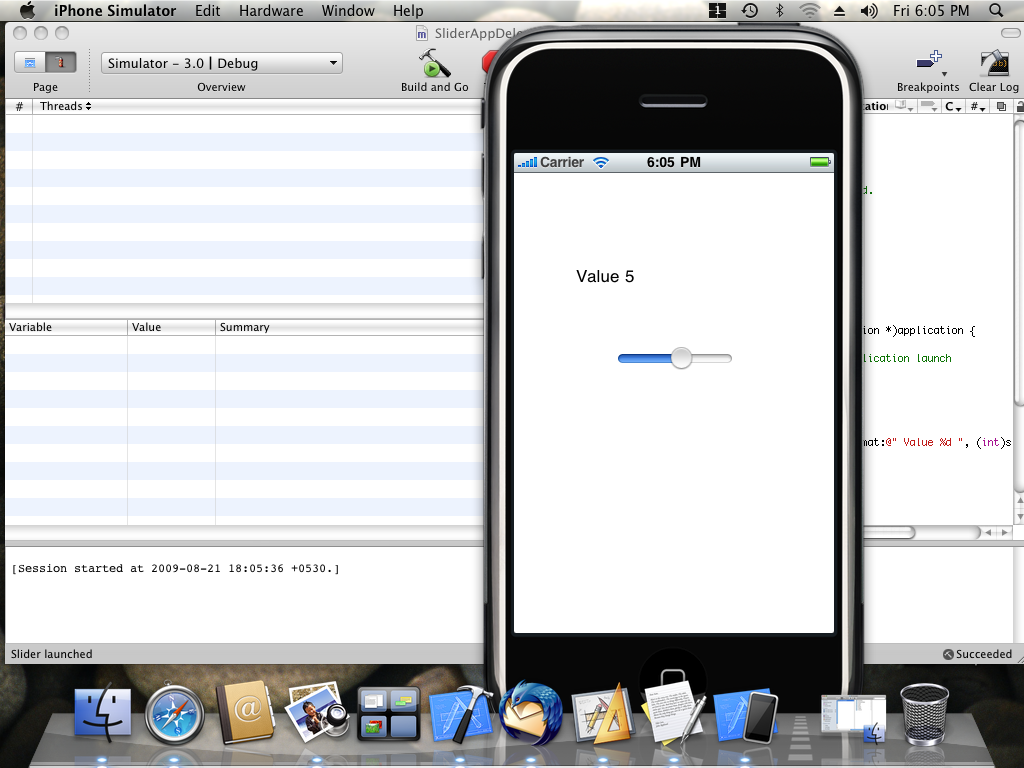 iPhone Simulator Edit Hardware Window Help 1 Fri 6:05 PM
SliderAppDele
Simulator – 3.0 | Debug
Page Overview Build and Go Breakpoints Clear Log
# Threads
C #
Carrier 6:05 PM
d.
Value 5
Variable Value Summary
ion *)application {
lication launch
mat:@" Value %d ", (int)s
[Session started at 2009-08-21 18:05:36 +0530.]
Slider launched
Succeeded